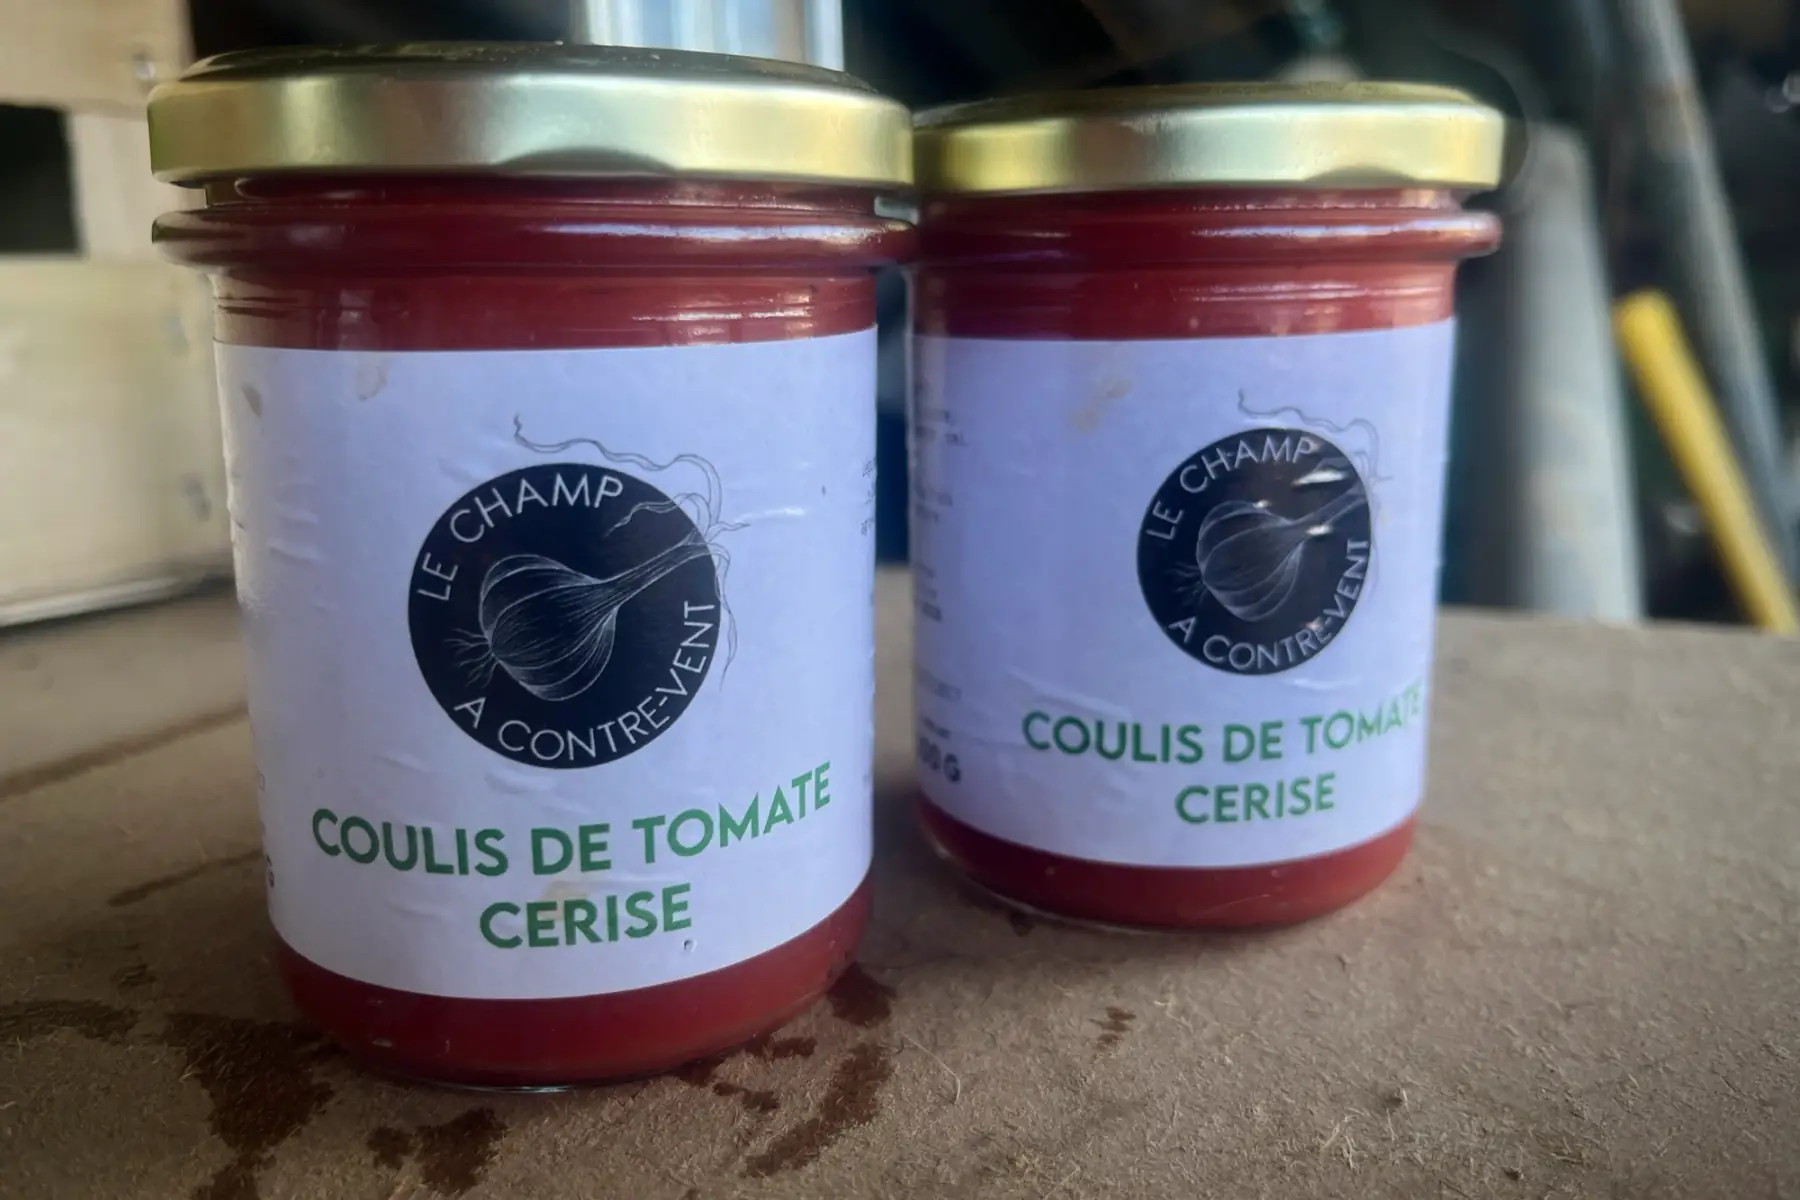 LE CHAMP
A CONTRE-VENT
COULIS DE TOMATE
CERISE
LE CHAMP
A CONTRE-VENT
COULIS DE TOMATE
CERISE
G